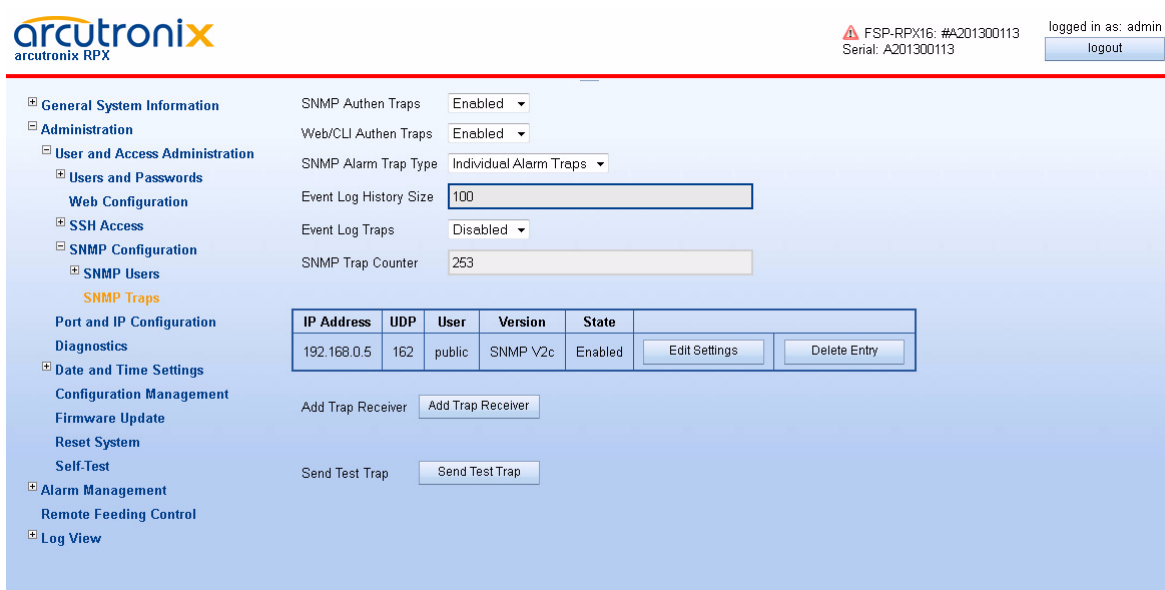 arcutronix
arcutronix RPX
FSP-RPX16: #A201300113
Serial: A201300113
logged in as: admin
logout
General System Information
Administration
User and Access Administration
Users and Passwords
Web Configuration
SSH Access
SNMP Configuration
SNMP Users
SNMP Traps
Port and IP Configuration
Diagnostics
Date and Time Settings
Configuration Management
Firmware Update
Reset System
Self-Test
Alarm Management
Remote Feeding Control
Log View
SNMP Authen Traps Enabled
Web/CLI Authen Traps Enabled
SNMP Alarm Trap Type Individual Alarm Traps
Event Log History Size 100
Event Log Traps Disabled
SNMP Trap Counter 253
IP Address UDP User Version State
192.168.0.5 162 public SNMP V2c Enabled Edit Settings Delete Entry
Add Trap Receiver Add Trap Receiver
Send Test Trap Send Test Trap